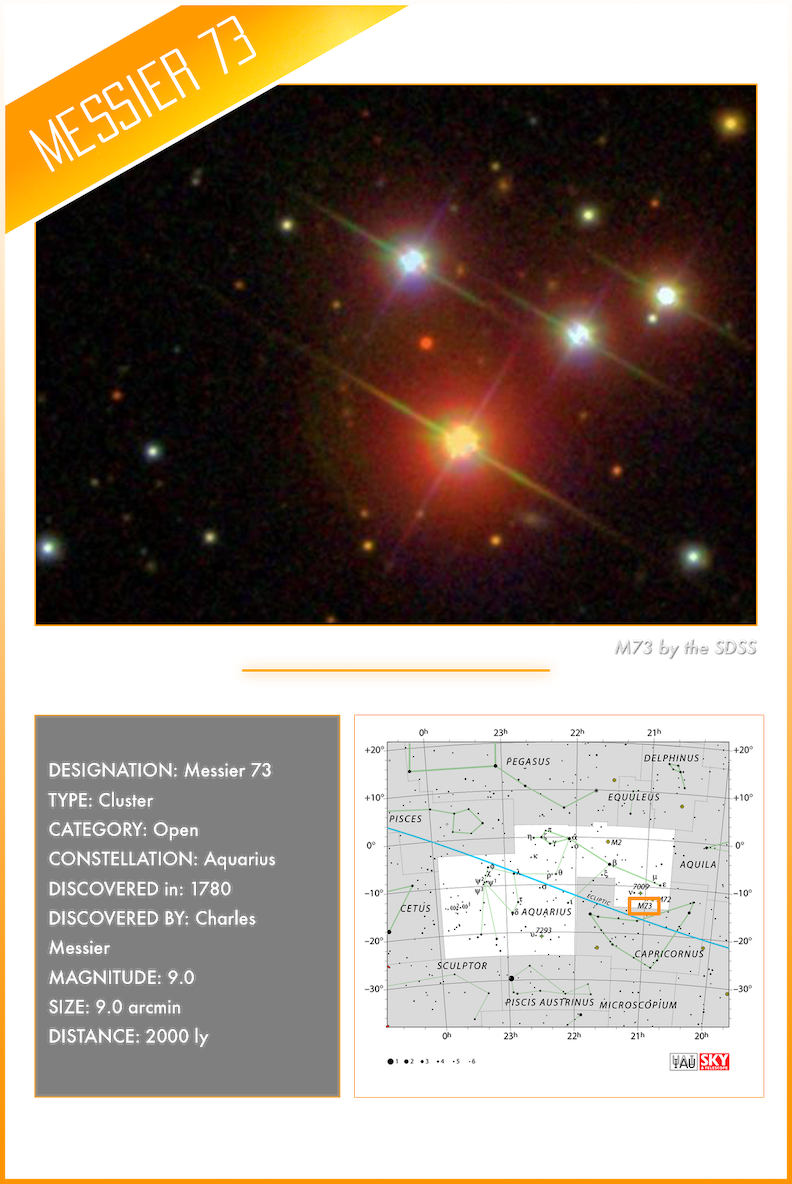 MESSIER 73
M73 by the SDSS
DESIGNATION: Messier 73
TYPE: Cluster
CATEGORY: Open
CONSTELLATION: Aquarius
DISCOVERED in: 1780
DISCOVERED BY: Charles
Messier
MAGNITUDE: 9.0
SIZE: 9.0 arcmin
DISTANCE: 2000 ly
0h 23h 22h 21h
+20° +20°
PEGASUS
DELPHINUS
+10° +10°
EQUULEUS
PISCES
0° 0°
M2
AQUILA
7009
M72
M73
–10° –10°
ECLIPTIC
CETUS
AQUARIUS
7293
–20° –20°
CAPRICORNUS
SCULPTOR
–30° –30°
PISCIS AUSTRINUS
MICROSCOPIUM
0h 23h 22h 21h 20h
1 2 3 4 5 6
IAU
SKY
& TELESCOPE